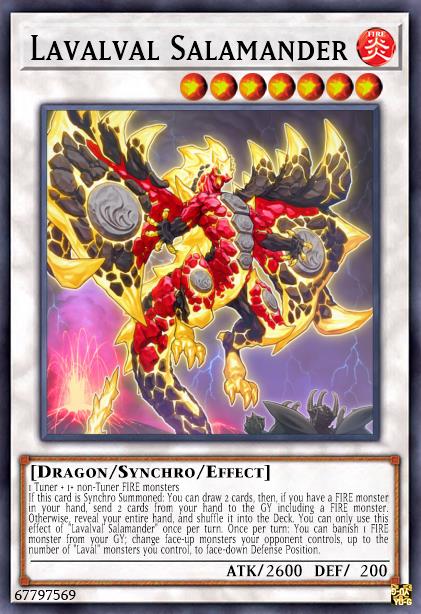 LAVALVAL SALAMANDER
FIRE
炎
[DRAGON/SYNCHRO/EFFECT]
1 Tuner + 1+ non-Tuner FIRE monsters
If this card is Synchro Summoned: You can draw 2 cards, then, if you have a FIRE monster
in your hand, send 2 cards from your hand to the GY including a FIRE monster.
Otherwise, reveal your entire hand, and shuffle it into the Deck. You can only use this
effect of "Lavalval Salamander" once per turn. Once per turn: You can banish 1 FIRE
monster from your GY; change face-up monsters your opponent controls, up to the
number of "Laval" monsters you control, to face-down Defense Position.
ATK/2600 DEF/ 200
67797569